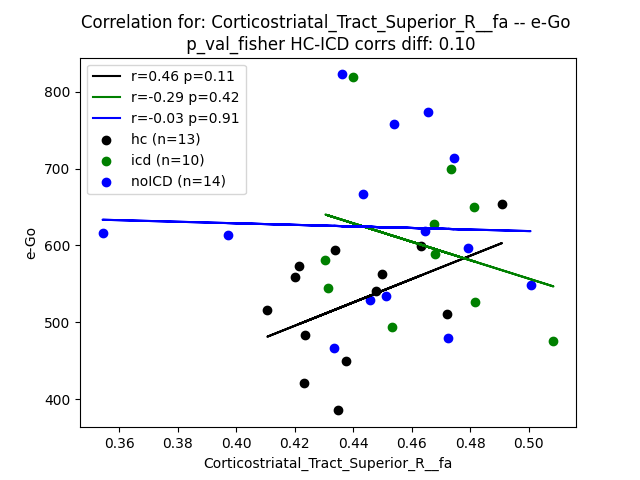 Correlation for: Corticostriatal_Tract_Superior_R__fa -- e-Go
p_val_fisher HC-ICD corrs diff: 0.10
r=0.46 p=0.11
r=-0.29 p=0.42
r=-0.03 p=0.91
hc (n=13)
icd (n=10)
noICD (n=14)
800
700
600
500
400
e-Go
0.36 0.38 0.40 0.42 0.44 0.46 0.48 0.50
Corticostriatal_Tract_Superior_R__fa